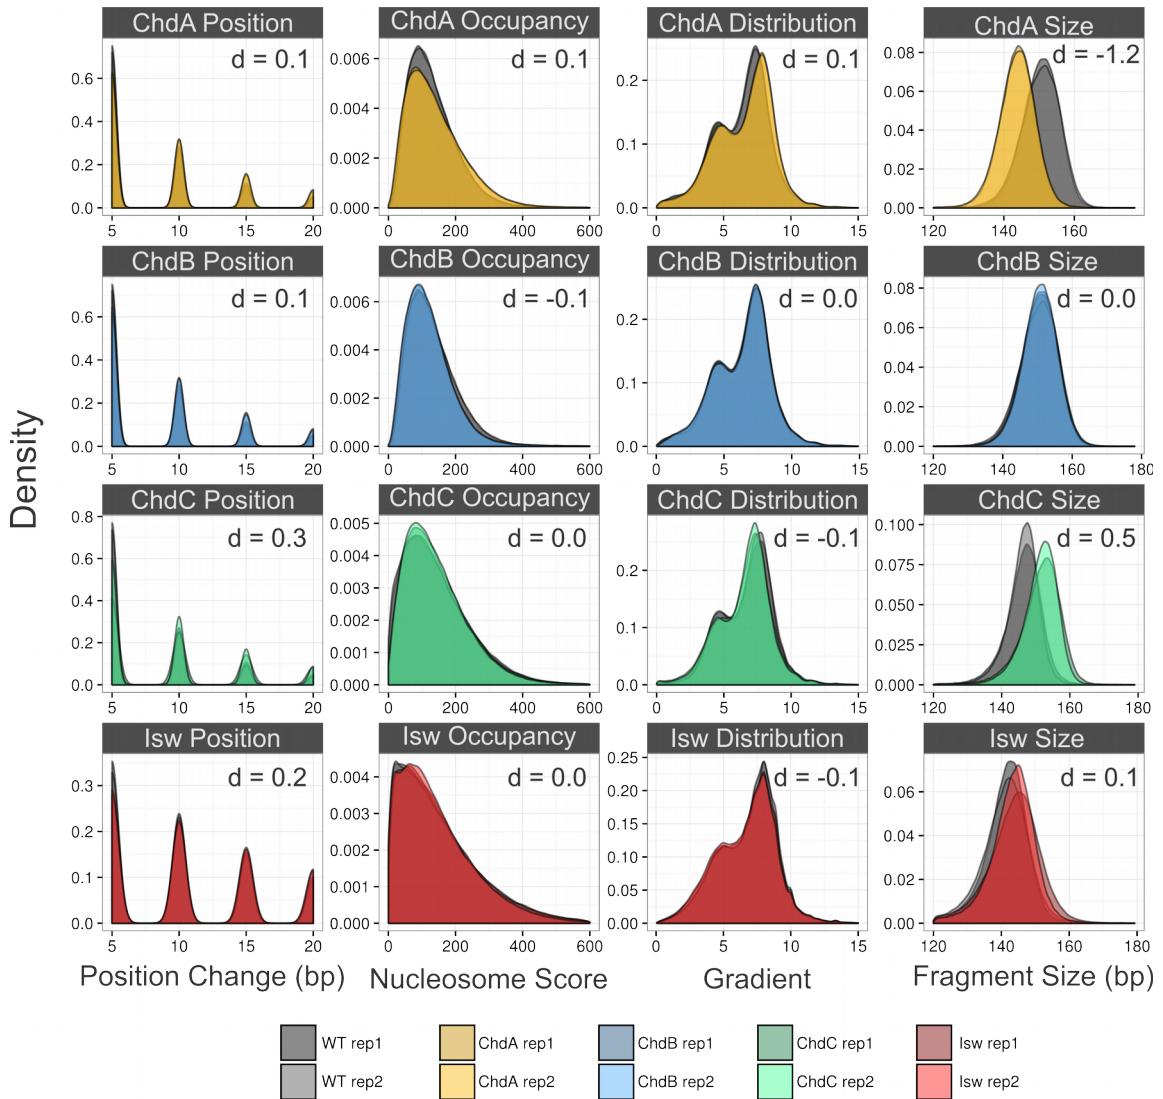 ChdA Position ChdA Occupancy ChdA Distribution ChdA Size
d = 0.1 d = 0.1 d = 0.1 d = -1.2
0.6 0.4 0.2 0.0
0.006 0.004 0.002 0.000
0.2 0.1 0.0
0.08 0.06 0.04 0.02 0.00
5 10 15 20 0 200 400 600 0 5 10 15 120 140 160
ChdB Position ChdB Occupancy ChdB Distribution ChdB Size
d = 0.1 d = -0.1 d = 0.0 d = 0.0
0.6 0.4 0.2 0.0
0.006 0.004 0.002 0.000
0.2 0.1 0.0
0.08 0.06 0.04 0.02 0.00
5 10 15 20 0 200 400 600 0 5 10 15 120 140 160 180
Density
ChdC Position ChdC Occupancy ChdC Distribution ChdC Size
d = 0.3 d = 0.0 d = -0.1 d = 0.5
0.8 0.6 0.4 0.2 0.0
0.005 0.004 0.003 0.002 0.001 0.000
0.2 0.1 0.0
0.100 0.075 0.050 0.025 0.000
5 10 15 20 0 200 400 600 0 5 10 15 120 140 160 180
Isw Position Isw Occupancy Isw Distribution Isw Size
d = 0.2 d = 0.0 d = -0.1 d = 0.1
0.3 0.2 0.1 0.0
0.004 0.003 0.002 0.001 0.000
0.25 0.20 0.15 0.10 0.05 0.00
0.06 0.04 0.02 0.00
5 10 15 20 0 200 400 600 0 5 10 15 120 140 160 180
Position Change (bp) Nucleosome Score Gradient Fragment Size (bp)
WT rep1 ChdA rep1 ChdB rep1 ChdC rep1 Isw rep1
WT rep2 ChdA rep2 ChdB rep2 ChdC rep2 Isw rep2